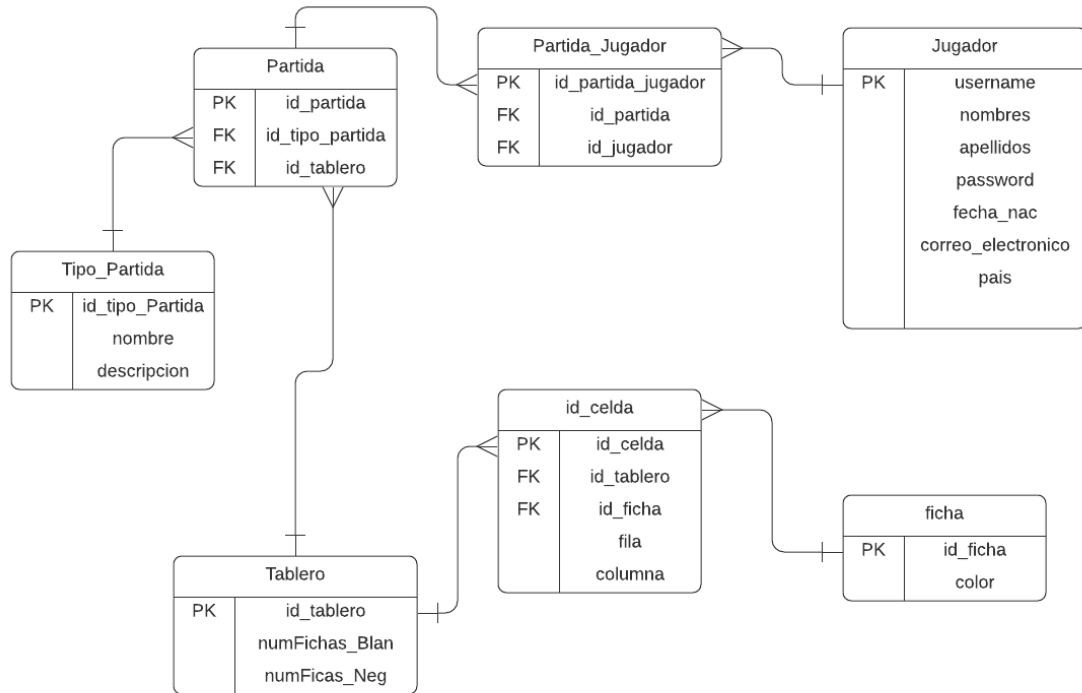 Partida
PK id_partida
FK id_tipo_partida
FK id_tablero
Partida_Jugador
PK id_partida_jugador
FK id_partida
FK id_jugador
Jugador
PK username
nombres
apellidos
password
fecha_nac
correo_electronico
pais
Tipo_Partida
PK id_tipo_Partida
nombre
descripcion
id_celda
PK id_celda
FK id_tablero
FK id_ficha
fila
columna
ficha
PK id_ficha
color
Tablero
PK id_tablero
numFichas_Blan
numFicas_Neg